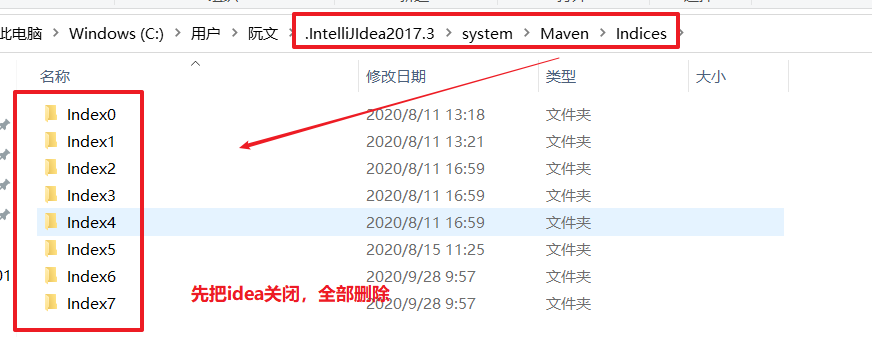 此电脑 > Windows (C:) > 用户 > 阮文 > .IntelliJIdea2017.3 > system > Maven > Indices >
名称 修改日期 类型 大小
Index0 2020/8/11 13:18 文件夹
Index1 2020/8/11 13:21 文件夹
Index2 2020/8/11 16:59 文件夹
Index3 2020/8/11 16:59 文件夹
Index4 2020/8/11 16:59 文件夹
Index5 2020/8/15 11:25 文件夹
01 Index6 2020/9/28 9:57 文件夹
先把idea关闭，全部删除
Index7 2020/9/28 9:57 文件夹